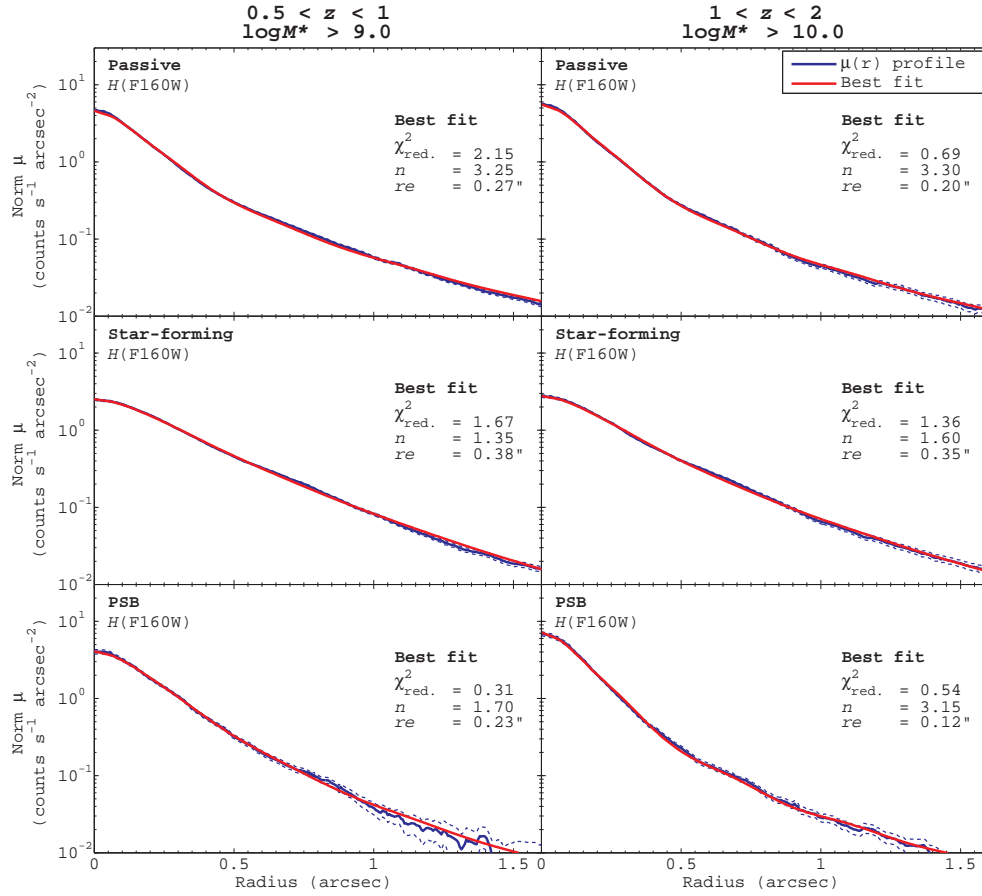 0.5 < z < 1
logM* > 9.0
1 < z < 2
logM* > 10.0
Norm μ
(counts s⁻¹ arcsec⁻²)
10¹
10⁰
10⁻¹
10⁻²
Passive
H(F160W)
Best fit
χ²red. = 2.15
n = 3.25
re = 0.27"
Passive
H(F160W)
μ(r) profile
Best fit
Best fit
χ²red. = 0.69
n = 3.30
re = 0.20"
Norm μ
(counts s⁻¹ arcsec⁻²)
10¹
10⁰
10⁻¹
10⁻²
Star-forming
H(F160W)
Best fit
χ²red. = 1.67
n = 1.35
re = 0.38"
Star-forming
H(F160W)
Best fit
χ²red. = 1.36
n = 1.60
re = 0.35"
Norm μ
(counts s⁻¹ arcsec⁻²)
10¹
10⁰
10⁻¹
10⁻²
PSB
H(F160W)
Best fit
χ²red. = 0.31
n = 1.70
re = 0.23"
PSB
H(F160W)
Best fit
χ²red. = 0.54
n = 3.15
re = 0.12"
0 0.5 1 1.5
0.5 1 1.5
Radius (arcsec)
Radius (arcsec)